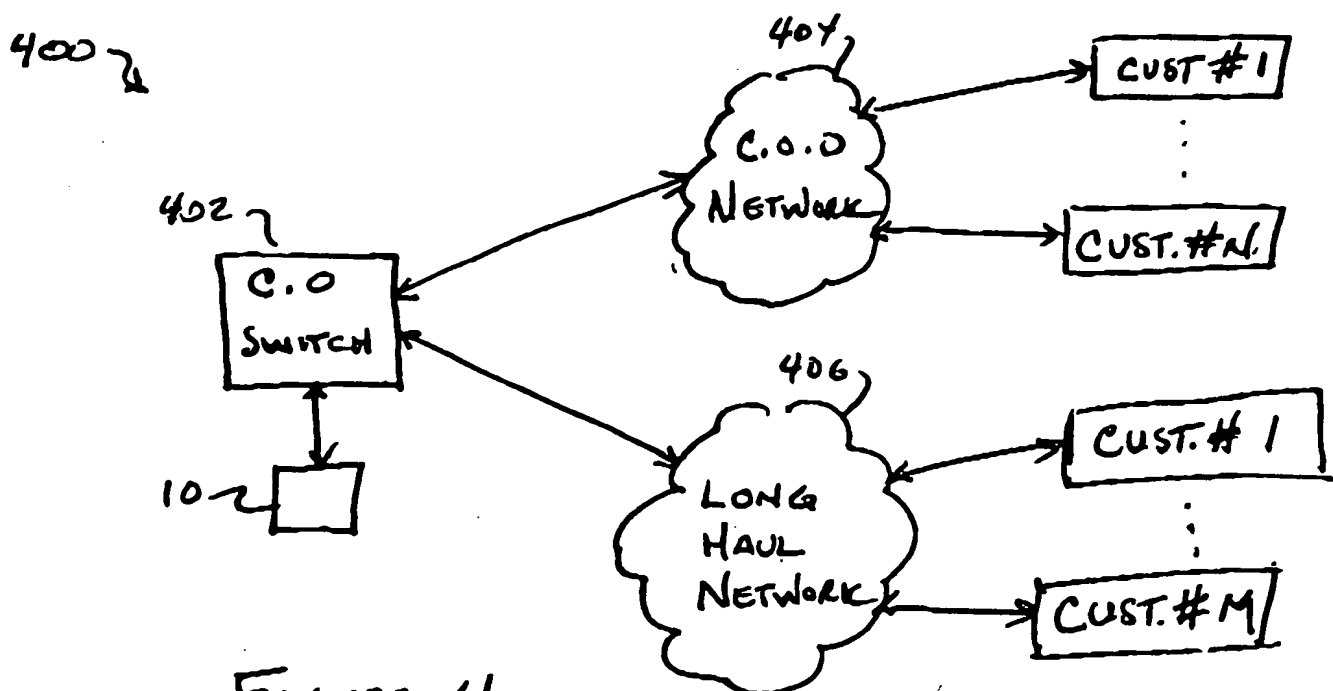 400
404
CUST #1
C.O.O
NETWORK
402
CUST. #N.
C.O
SWITCH
406
CUST. # 1
10
LONG
HAUL
NETWORK
CUST. # M